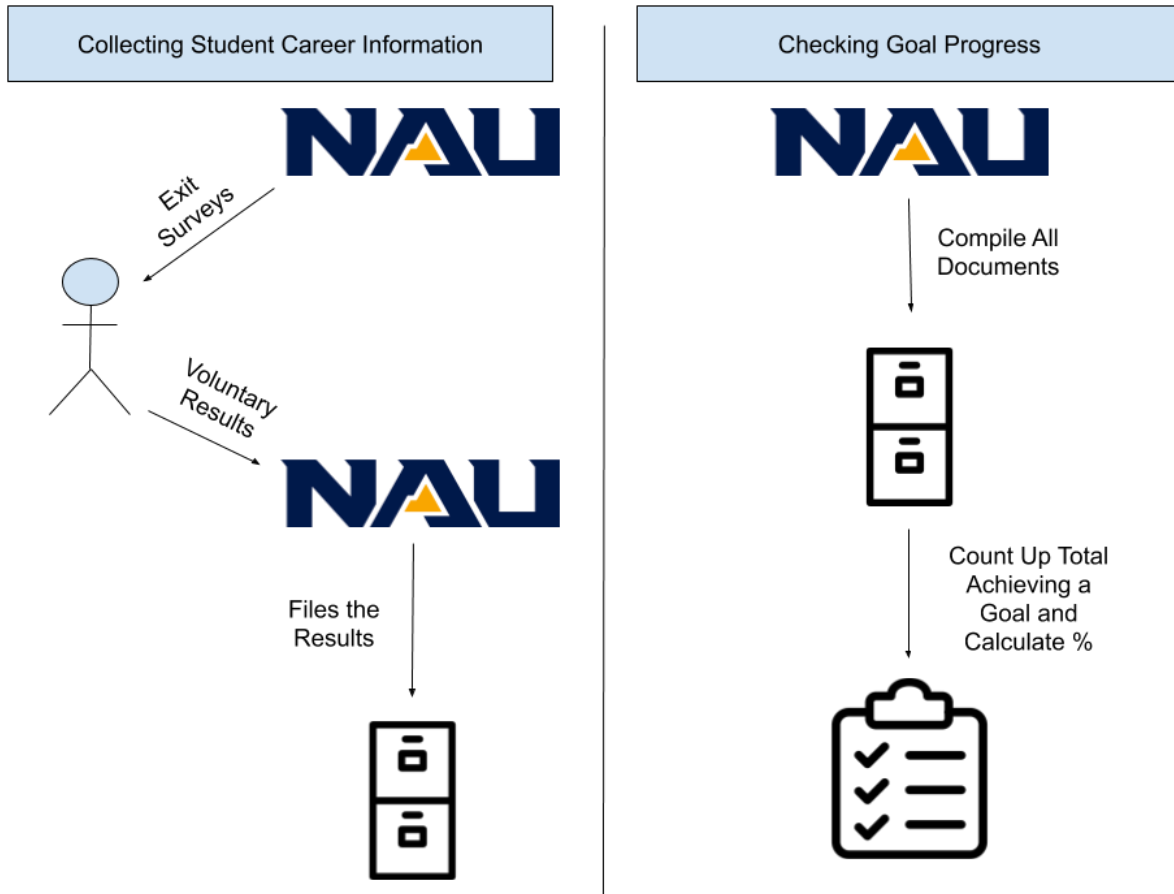 Collecting Student Career Information
NAU
Exit
Surveys
Voluntary
Results
NAU
Files the
Results
Checking Goal Progress
NAU
Compile All
Documents
Count Up Total
Achieving a
Goal and
Calculate %